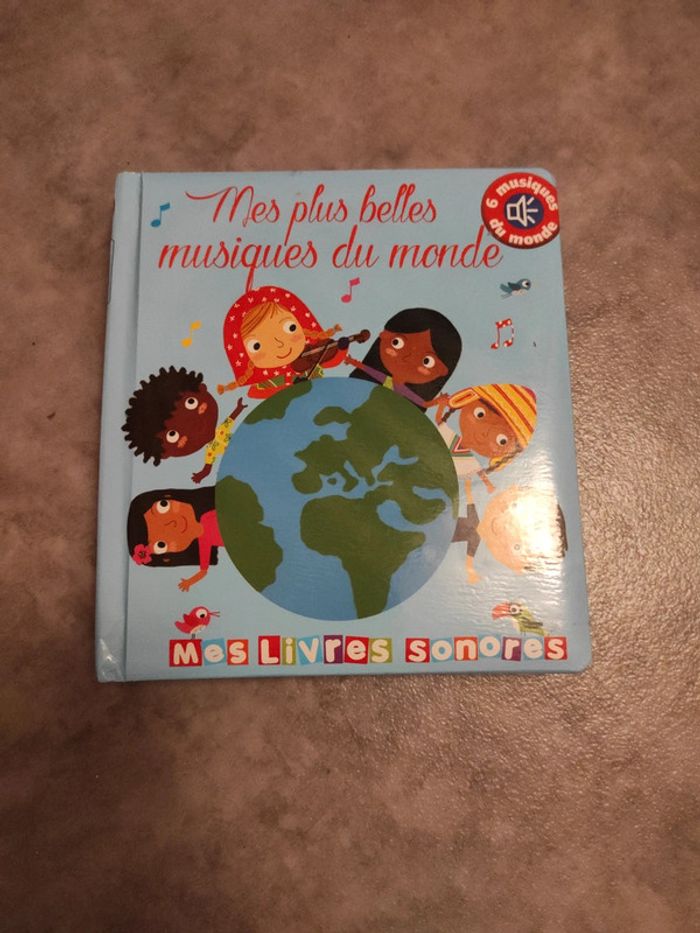 Mes plus belles
musiques du monde
6 musiques
du monde
Mes Livres sonores